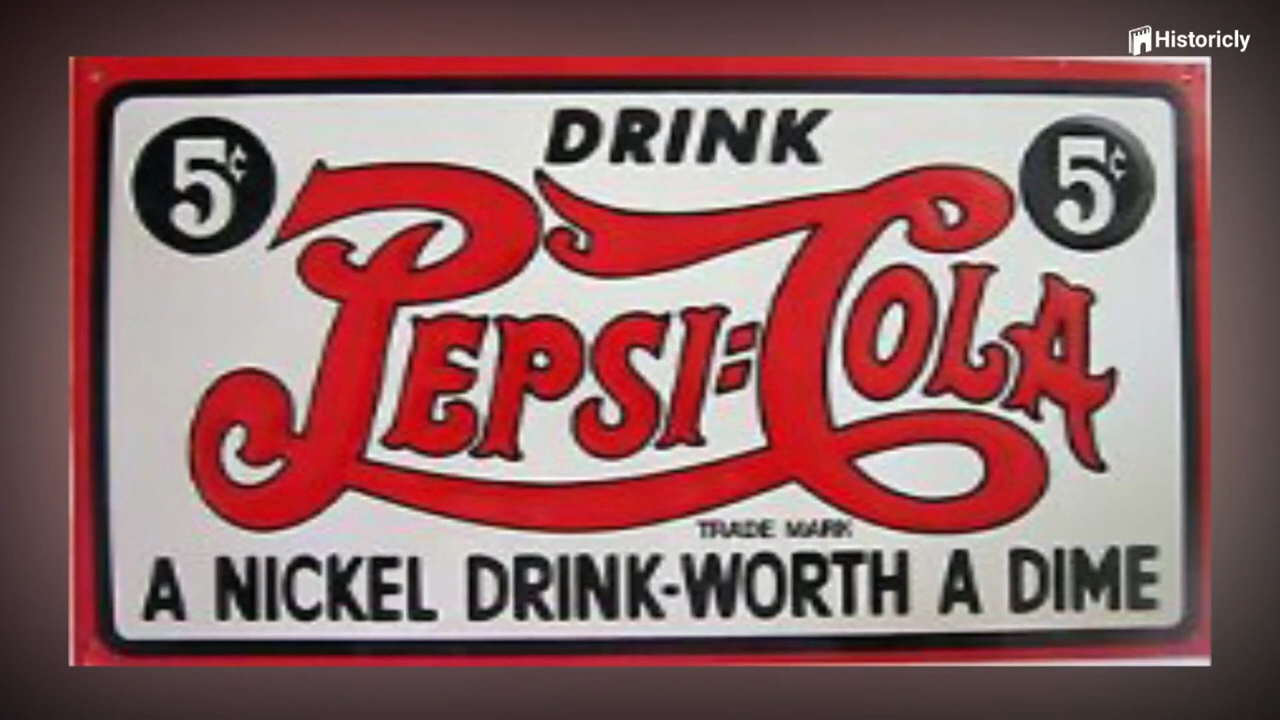 Historicly
DRINK
5¢
5¢
PEPSI=COLA
TRADE MARK
A NICKEL DRINK-WORTH A DIME